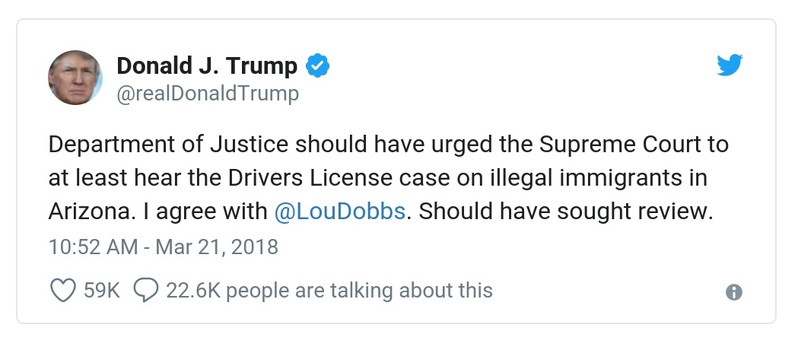 Donald J. Trump
@realDonaldTrump
Department of Justice should have urged the Supreme Court to
at least hear the Drivers License case on illegal immigrants in
Arizona. I agree with @LouDobbs. Should have sought review.
10:52 AM - Mar 21, 2018
59K 22.6K people are talking about this